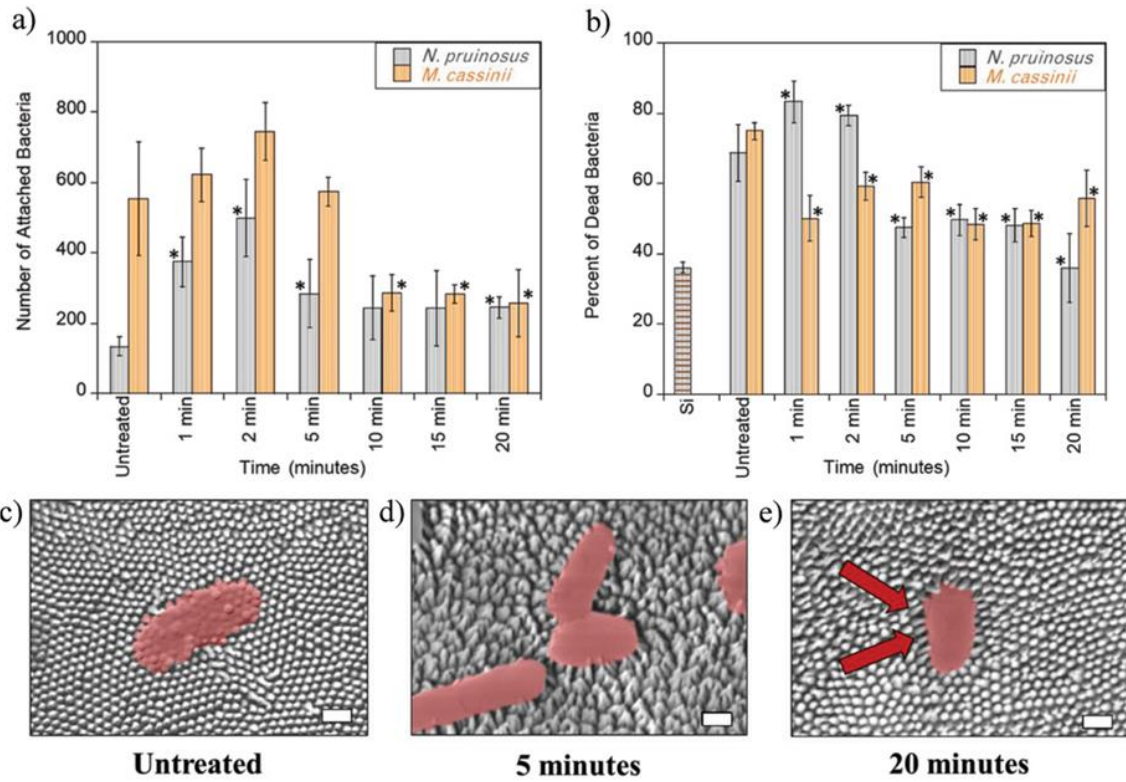 a)
1000
800
600
400
200
0
Number of Attached Bacteria
N. pruinosus
M. cassinii
*
*
*
*
*
*
*
Untreated
1 min
2 min
5 min
10 min
15 min
20 min
Time (minutes)
b)
100
80
60
40
20
0
Percent of Dead Bacteria
N. pruinosus
M. cassinii
*
*
*
*
*
*
*
*
*
*
*
*
Si
Untreated
1 min
2 min
5 min
10 min
15 min
20 min
Time (minutes)
c)
d)
e)
Untreated
5 minutes
20 minutes